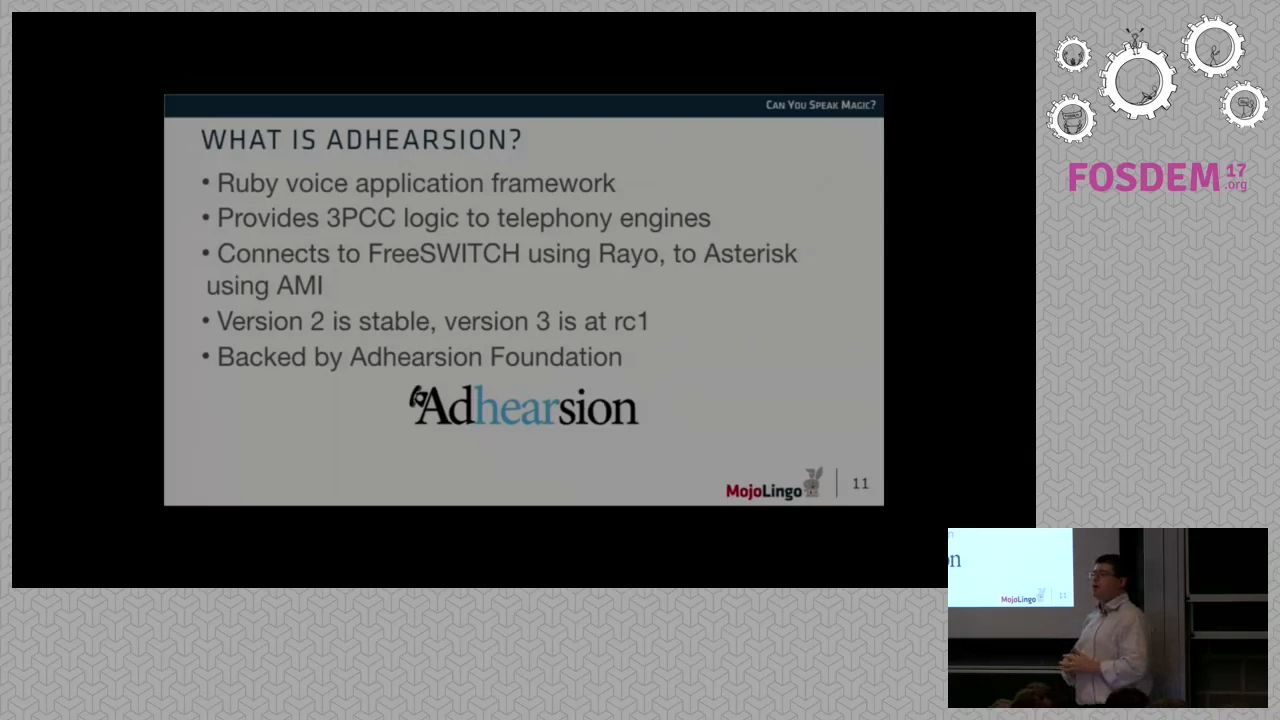 CAN YOU SPEAK MAGIC?
WHAT IS ADHEARSION?
• Ruby voice application framework
• Provides 3PCC logic to telephony engines
• Connects to FreeSWITCH using Rayo, to Asterisk
using AMI
• Version 2 is stable, version 3 is at rc1
• Backed by Adhearsion Foundation
Adhearsion
MojoLingo 11
FOSDEM 17
.org
on
MojoLingo 11